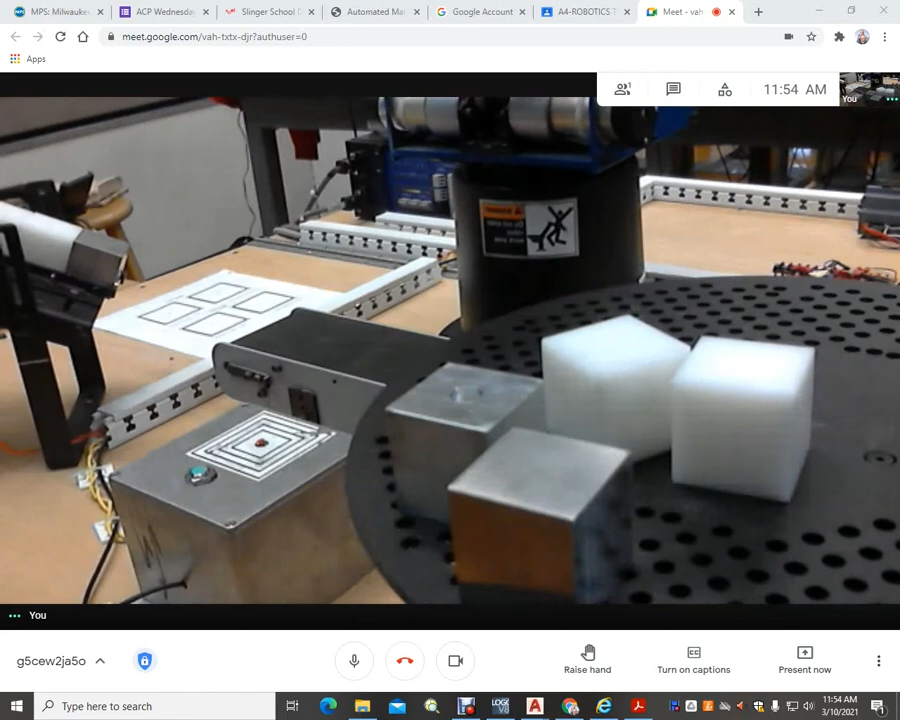 MPS: Milwauke
ACP Wednesda
Slinger School D
Automated Ma
Google Account
A4-ROBOTICS T
Meet - vah
meet.google.com/vah-txtx-djr?authuser=0
Apps
11:54 AM
You
You
g5cew2ja5o
Raise hand
Turn on captions
Present now
Type here to search
LOGIX
V8
11:54 AM
3/10/2021